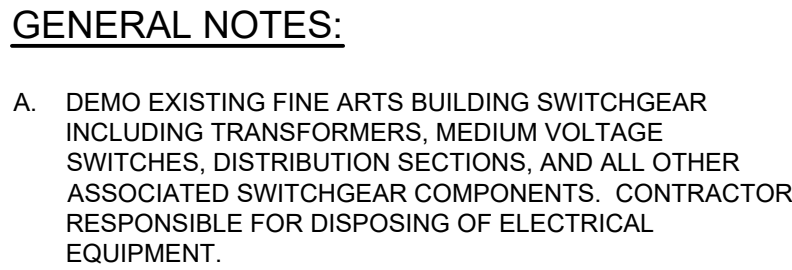 GENERAL NOTES:
A. DEMO EXISTING FINE ARTS BUILDING SWITCHGEAR
INCLUDING TRANSFORMERS, MEDIUM VOLTAGE
SWITCHES, DISTRIBUTION SECTIONS, AND ALL OTHER
ASSOCIATED SWITCHGEAR COMPONENTS. CONTRACTOR
RESPONSIBLE FOR DISPOSING OF ELECTRICAL
EQUIPMENT.